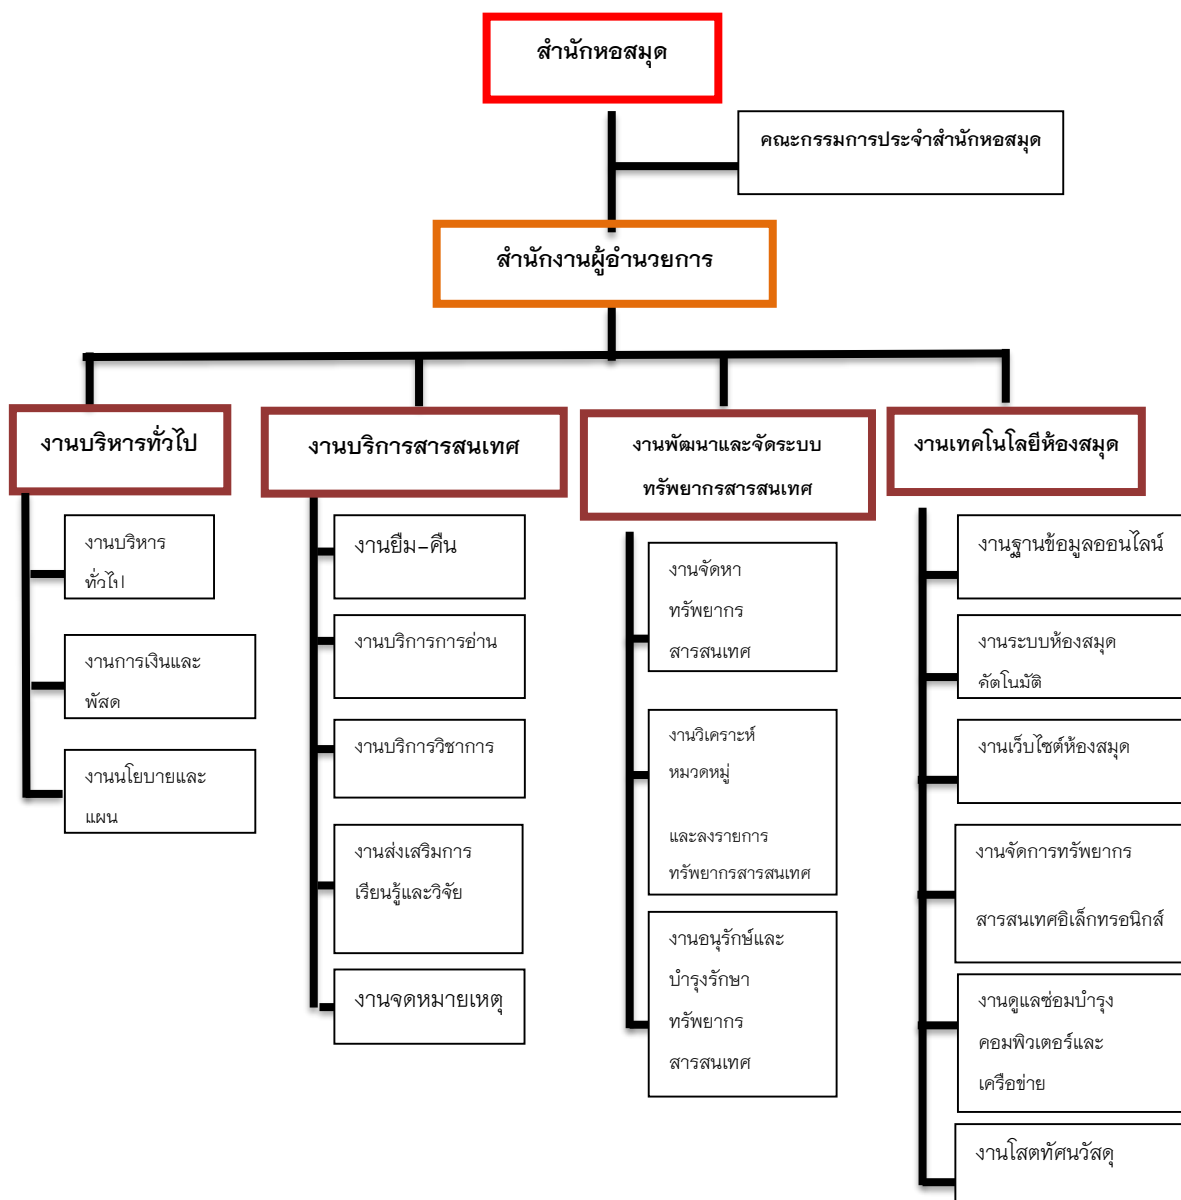 สำนักหอสมุด
คณะกรรมการประจำสำนักหอสมุด
สำนักงานผู้อำนวยการ
งานบริหารทั่วไป
งานบริหาร
ทั่วไป
งานการเงินและ
พัสด
งานนโยบายและ
แผน
งานบริการสารสนเทศ
งานยืม-คืน
งานบริการการอ่าน
งานบริการวิชาการ
งานส่งเสริมการ
เรียนรู้และวิจัย
งานจดหมายเหตุ
งานพัฒนาและจัดระบบ
ทรัพยากรสารสนเทศ
งานจัดหา
ทรัพยากร
สารสนเทศ
งานวิเคราะห์
หมวดหมู่
และลงรายการ
ทรัพยากรสารสนเทศ
งานอนุรักษ์และ
บำรุงรักษา
ทรัพยากร
สารสนเทศ
งานเทคโนโลยีห้องสมุด
งานฐานข้อมูลออนไลน์
งานระบบห้องสมุด
อัตโนมัติ
งานเว็บไซต์ห้องสมุด
งานจัดการทรัพยากร
สารสนเทศอิเล็กทรอนิกส์
งานดูแลซ่อมบำรุง
คอมพิวเตอร์และ
เครือข่าย
งานโสตทัศนวัสดุ